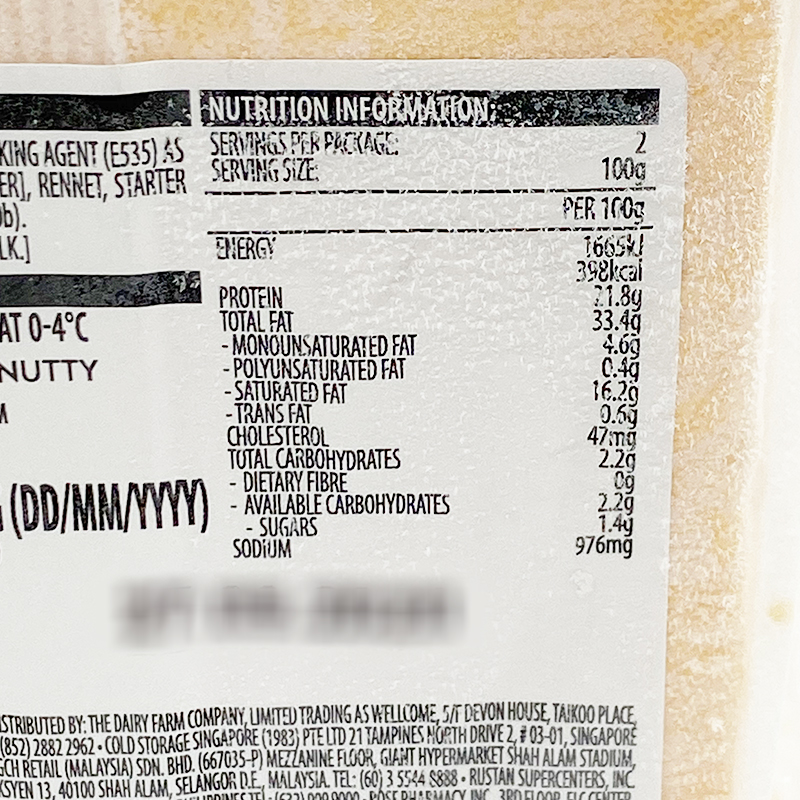 KING AGENT (E535) AS
ER], RENNET, STARTER
b).
LK.]
AT 0-4°C
NUTTY
(DD/MM/YYYY)
NUTRITION INFORMATION:
SERVINGS PER PACKAGE: 2
SERVING SIZE: 100g
PER 100g
ENERGY 1665kJ
398kcal
PROTEIN 21.8g
TOTAL FAT 33.4g
- MONOUNSATURATED FAT 4.6g
- POLYUNSATURATED FAT 0.4g
- SATURATED FAT 16.2g
- TRANS FAT 0.6g
CHOLESTEROL 47mg
TOTAL CARBOHYDRATES 2.2g
- DIETARY FIBRE 0g
- AVAILABLE CARBOHYDRATES 2.2g
- SUGARS 1.4g
SODIUM 976mg
ISTRIBUTED BY: THE DAIRY FARM COMPANY, LIMITED TRADING AS WELLCOME, 5/F DEVON HOUSE, TAIKOO PLACE,
(852) 2882 2962 • COLD STORAGE SINGAPORE (1983) PTE LTD 21 TAMPINES NORTH DRIVE 2, # 03-01, SINGAPORE
GCH RETAIL (MALAYSIA) SDN. BHD. (667035-P) MEZZANINE FLOOR, GIANT HYPERMARKET SHAH ALAM STADIUM,
KSYEN 13, 40100 SHAH ALAM, SELANGOR D.E., MALAYSIA. TEL: (60) 3 5544 8888 • RUSTAN SUPERCENTERS, INC